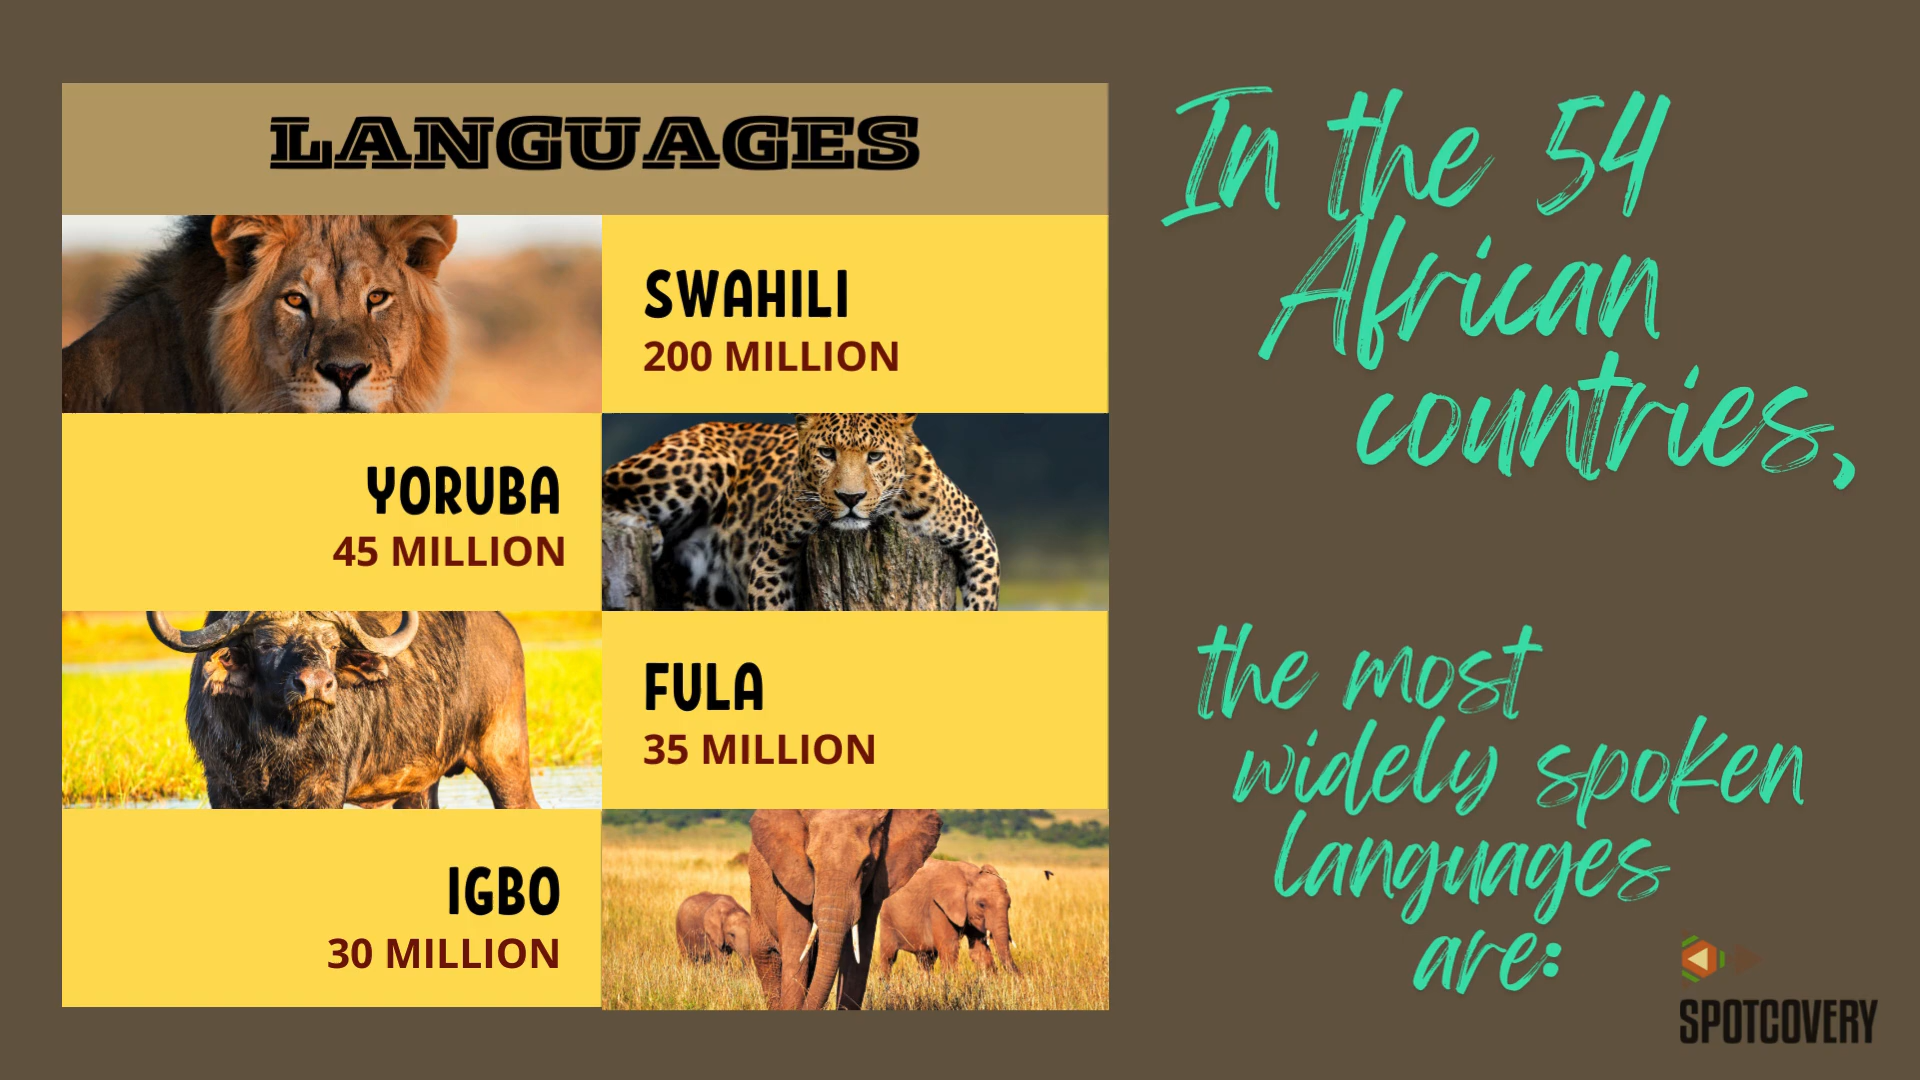 LANGUAGES
SWAHILI
200 MILLION
YORUBA
45 MILLION
FULA
35 MILLION
IGBO
30 MILLION
In the 54
African
countries,
the most
widely spoken
languages
are:
SPOTCOVERY